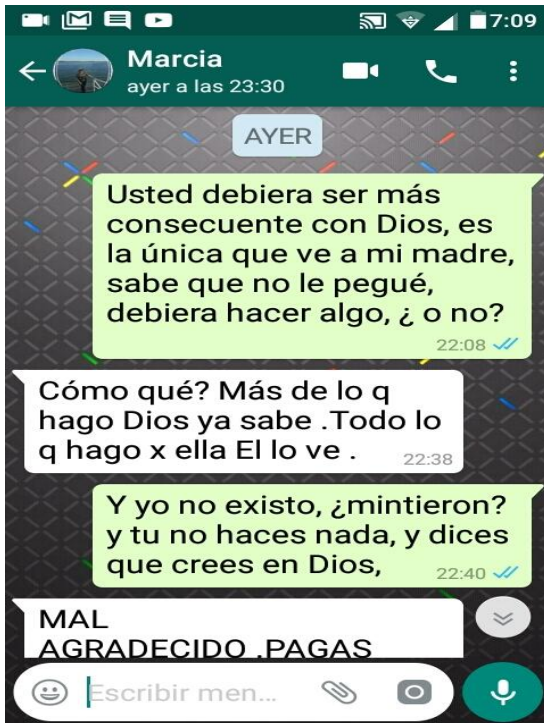 7:09
Marcia
ayer a las 23:30
AYER
Usted debiera ser más
consecuente con Dios, es
la única que ve a mi madre,
sabe que no le pegué,
debiera hacer algo, ¿ o no?
22:08
Cómo qué? Más de lo q
hago Dios ya sabe .Todo lo
q hago x ella El lo ve .
22:38
Y yo no existo, ¿mintieron?
y tu no haces nada, y dices
que crees en Dios,
22:40
MAL
AGRADECIDO .PAGAS
Escribir men...